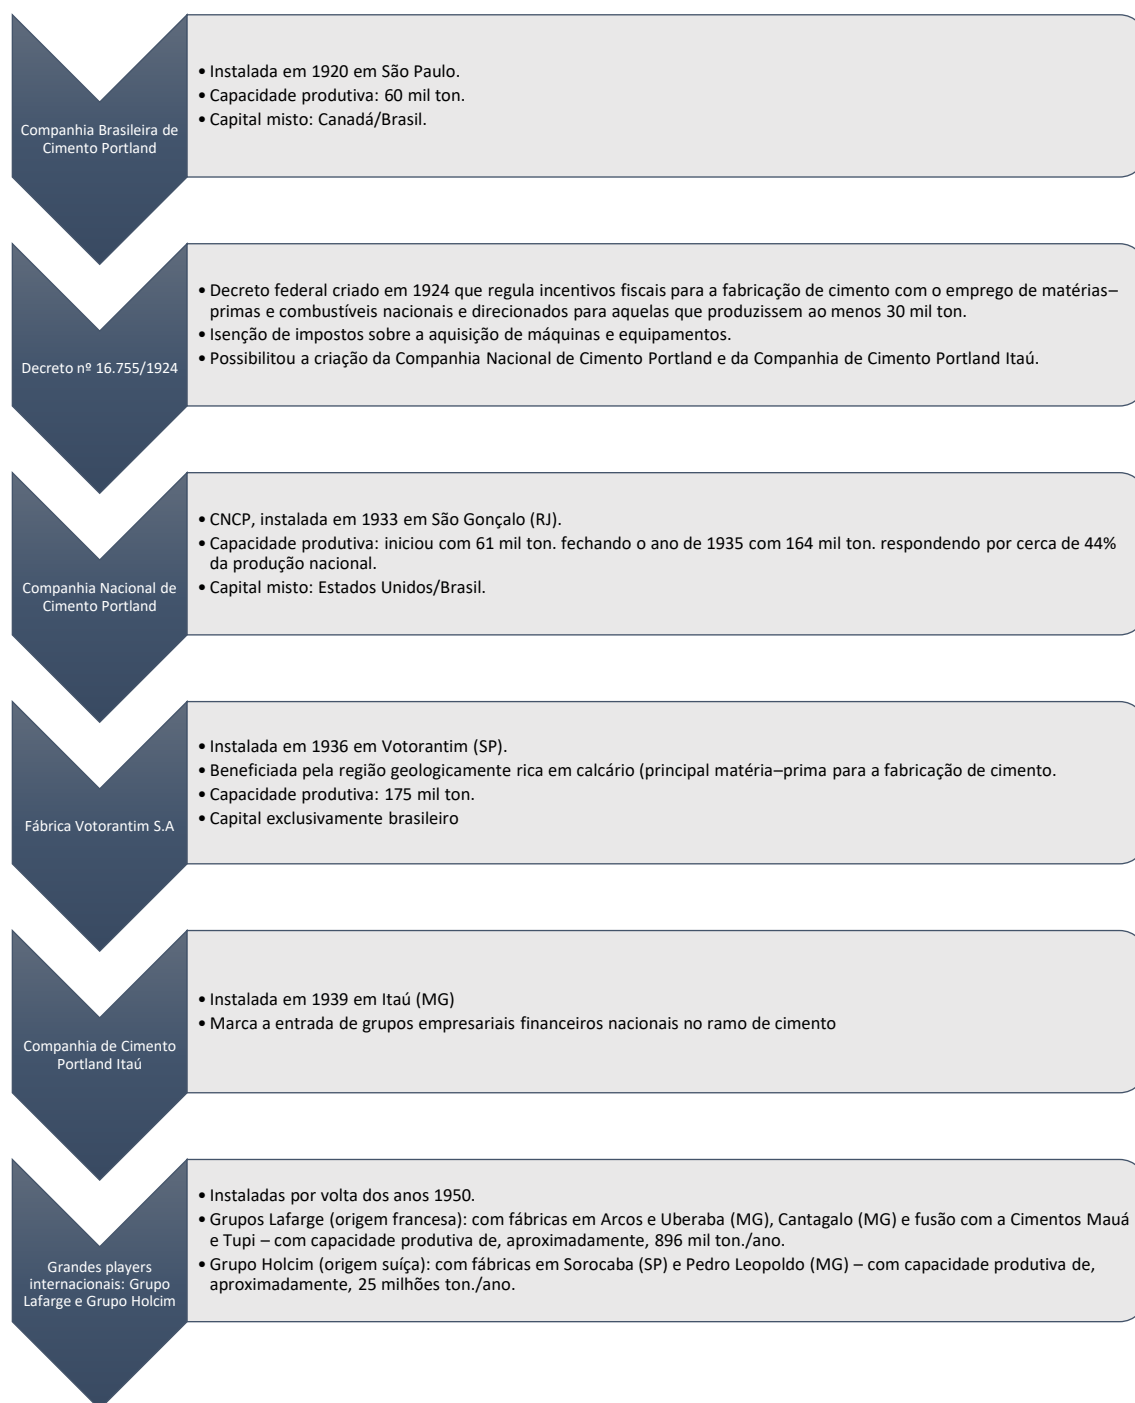 Companhia Brasileira de
Cimento Portland
• Instalada em 1920 em São Paulo.
• Capacidade produtiva: 60 mil ton.
• Capital misto: Canadá/Brasil.
Decreto nº 16.755/1924
• Decreto federal criado em 1924 que regula incentivos fiscais para a fabricação de cimento com o emprego de matérias–
primas e combustíveis nacionais e direcionados para aquelas que produzissem ao menos 30 mil ton.
• Isenção de impostos sobre a aquisição de máquinas e equipamentos.
• Possibilitou a criação da Companhia Nacional de Cimento Portland e da Companhia de Cimento Portland Itaú.
Companhia Nacional de
Cimento Portland
• CNCP, instalada em 1933 em São Gonçalo (RJ).
• Capacidade produtiva: iniciou com 61 mil ton. fechando o ano de 1935 com 164 mil ton. respondendo por cerca de 44%
da produção nacional.
• Capital misto: Estados Unidos/Brasil.
Fábrica Votorantim S.A
• Instalada em 1936 em Votorantim (SP).
• Beneficiada pela região geologicamente rica em calcário (principal matéria–prima para a fabricação de cimento.
• Capacidade produtiva: 175 mil ton.
• Capital exclusivamente brasileiro
Companhia de Cimento
Portland Itaú
• Instalada em 1939 em Itaú (MG)
• Marca a entrada de grupos empresariais financeiros nacionais no ramo de cimento
Grandes players
internacionais: Grupo
Lafarge e Grupo Holcim
• Instaladas por volta dos anos 1950.
• Grupos Lafarge (origem francesa): com fábricas em Arcos e Uberaba (MG), Cantagalo (MG) e fusão com a Cimentos Mauá
e Tupi – com capacidade produtiva de, aproximadamente, 896 mil ton./ano.
• Grupo Holcim (origem suíça): com fábricas em Sorocaba (SP) e Pedro Leopoldo (MG) – com capacidade produtiva de,
aproximadamente, 25 milhões ton./ano.